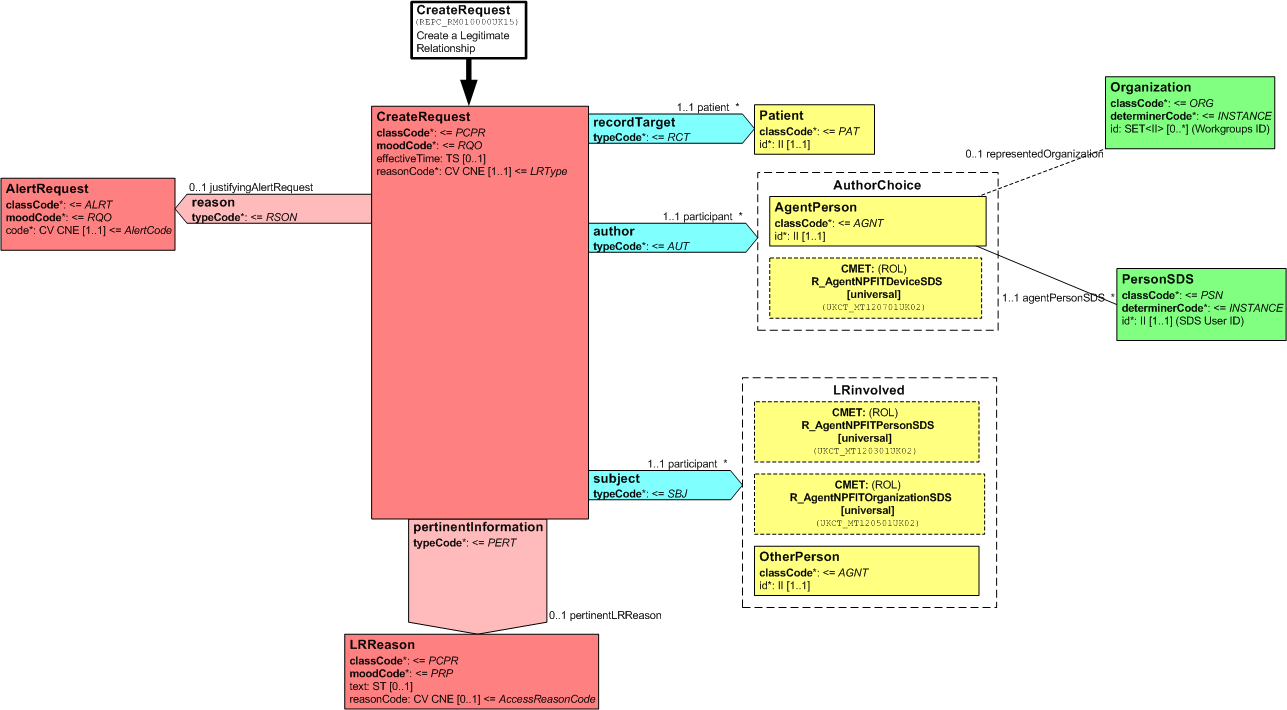 CreateRequest
(REPC_RM010000UK15)
Create a Legitimate
Relationship
CreateRequest
classCode*: <= PCPR
moodCode*: <= RQO
effectiveTime: TS [0..1]
reasonCode*: CV CNE [1..1] <= LRType
AlertRequest
classCode*: <= ALRT
moodCode*: <= RQO
code*: CV CNE [1..1] <= AlertCode
0..1 justifyingAlertRequest
reason
typeCode*: <= RSON
1..1 patient *
recordTarget
typeCode*: <= RCT
Patient
classCode*: <= PAT
id*: II [1..1]
Organization
classCode*: <= ORG
determinerCode*: <= INSTANCE
id: SET<II> [0..*] (Workgroups ID)
0..1 representedOrganization
1..1 participant *
author
typeCode*: <= AUT
AuthorChoice
AgentPerson
classCode*: <= AGNT
id*: II [1..1]
CMET: (ROL)
R_AgentNPFITDeviceSDS
[universal]
(UKCT_MT120701UK02)
1..1 agentPersonSDS *
PersonSDS
classCode*: <= PSN
determinerCode*: <= INSTANCE
id*: II [1..1] (SDS User ID)
1..1 participant *
subject
typeCode*: <= SBJ
LRinvolved
CMET: (ROL)
R_AgentNPFITPersonSDS
[universal]
(UKCT_MT120301UK02)
CMET: (ROL)
R_AgentNPFITOrganizationSDS
[universal]
(UKCT_MT120501UK02)
OtherPerson
classCode*: <= AGNT
id*: II [1..1]
pertinentInformation
typeCode*: <= PERT
0..1 pertinentLRReason
LRReason
classCode*: <= PCPR
moodCode*: <= PRP
text: ST [0..1]
reasonCode: CV CNE [0..1] <= AccessReasonCode